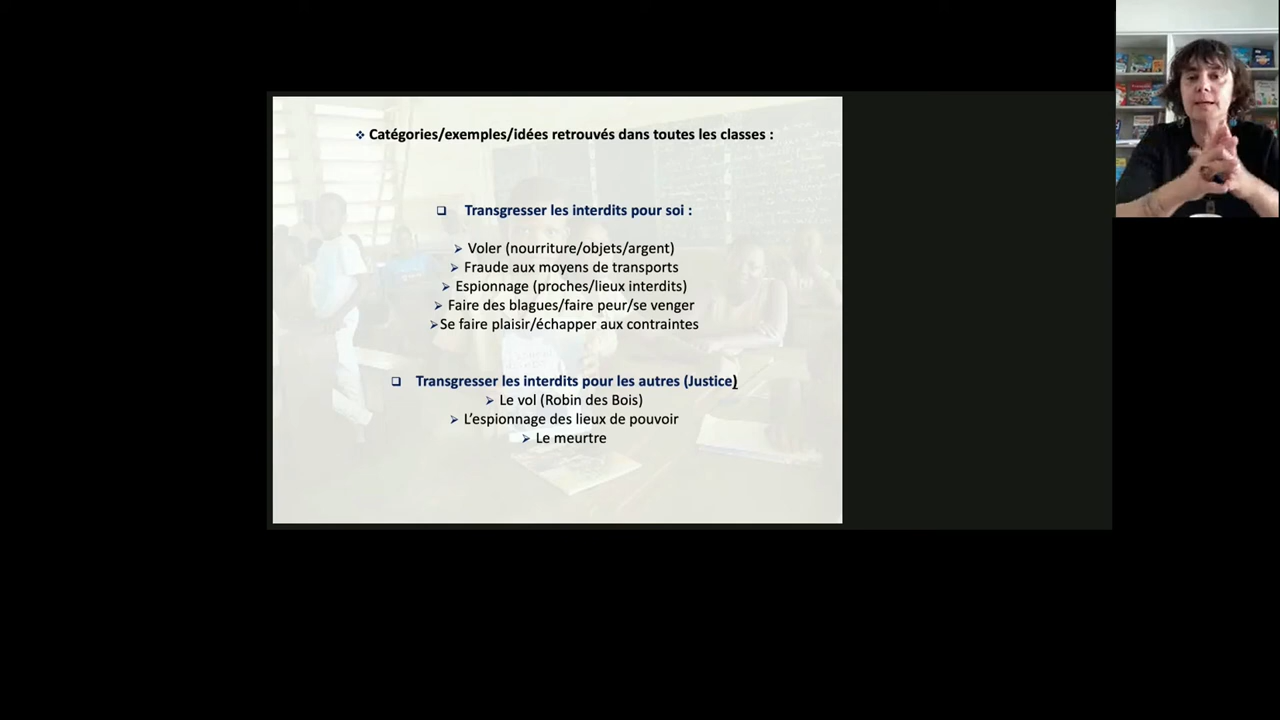 ❖ Catégories/exemples/idées retrouvés dans toutes les classes :
❑ Transgresser les interdits pour soi :
➢ Voler (nourriture/objets/argent)
➢ Fraude aux moyens de transports
➢ Espionnage (proches/lieux interdits)
➢ Faire des blagues/faire peur/se venger
➢Se faire plaisir/échapper aux contraintes
❑ Transgresser les interdits pour les autres (Justice)
➢ Le vol (Robin des Bois)
➢ L’espionnage des lieux de pouvoir
➢ Le meurtre